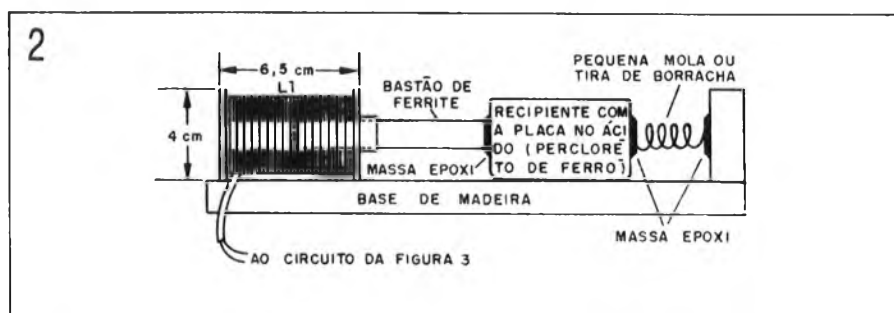 2
6,5 cm
L1
4 cm
BASTÃO DE
FERRITE
PEQUENA MOLA OU
TIRA DE BORRACHA
RECIPIENTE COM
A PLACA NO ÁCI
DO (PERCLORE
TO DE FERRO)
MASSA EPOXI
BASE DE MADEIRA
MASSA EPOXI
AO CIRCUITO DA FIGURA 3